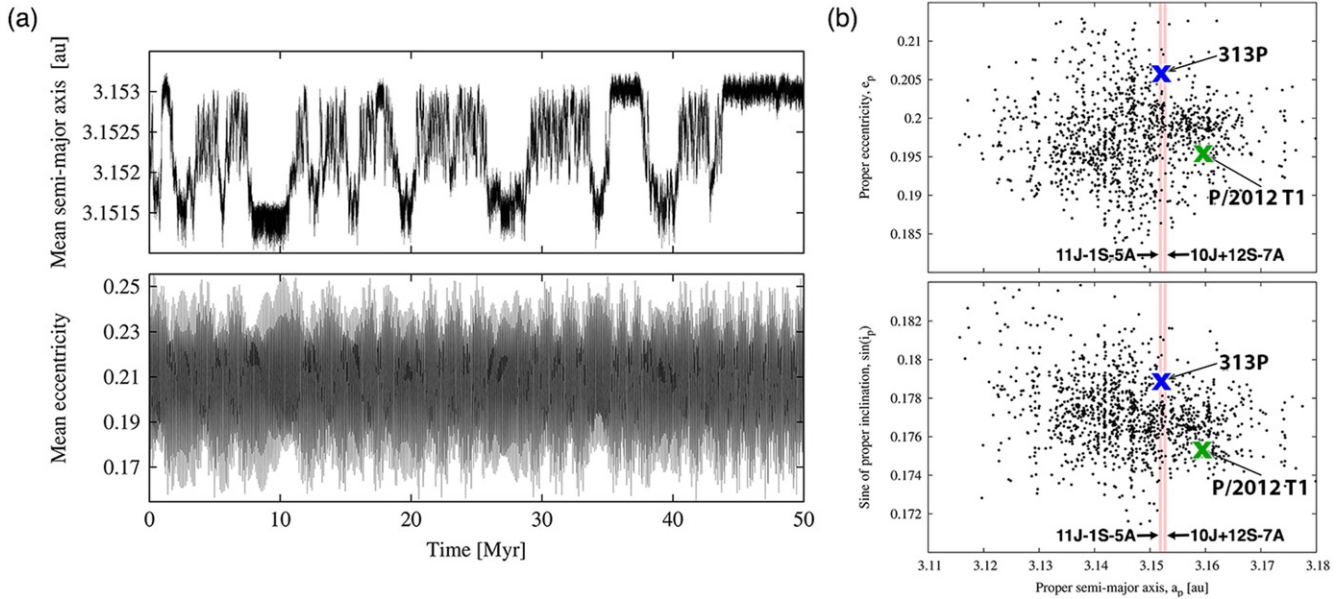 (a)
Mean semi-major axis [au]
3.153
3.1525
3.152
3.1515
Mean eccentricity
0.25
0.23
0.21
0.19
0.17
0
10
20
30
40
50
Time [Myr]
(b)
Proper eccentricity, eₚ
0.21
0.205
0.2
0.195
0.19
0.185
313P
P/2012 T1
11J-1S-5A
10J+12S-7A
Sine of proper inclination, sin(iₚ)
0.182
0.18
0.178
0.176
0.174
0.172
313P
P/2012 T1
11J-1S-5A
10J+12S-7A
3.11
3.12
3.13
3.14
3.15
3.16
3.17
3.18
Proper semi-major axis, aₚ [au]